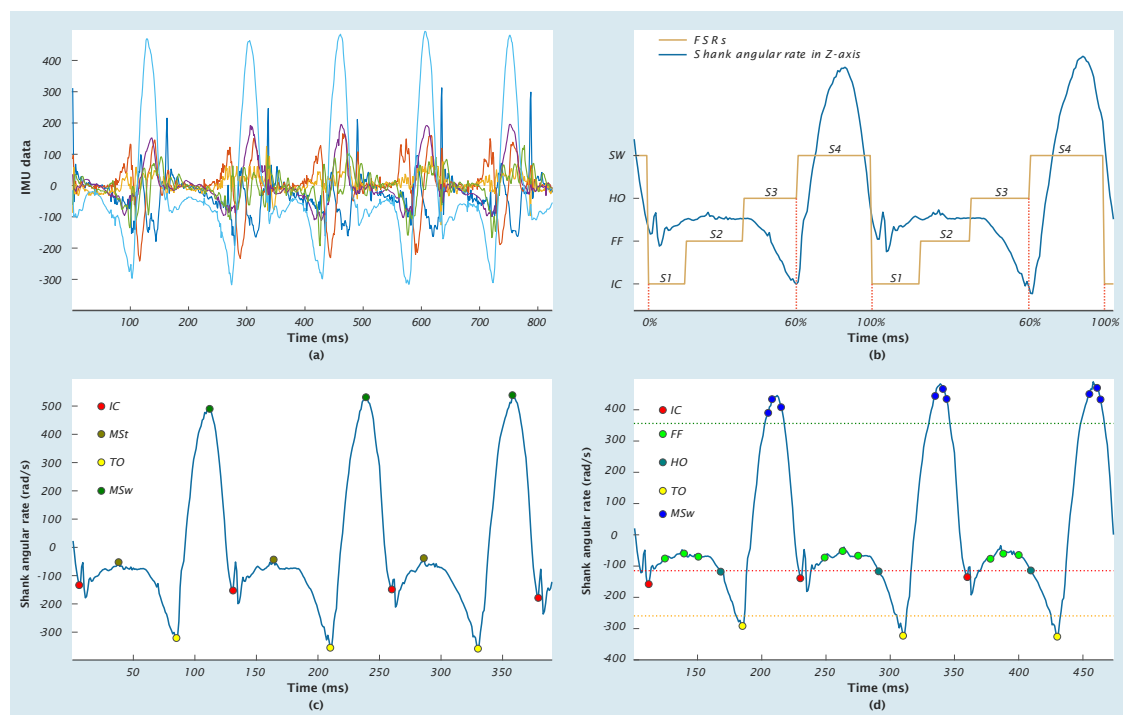 400
300
200
100
0
-100
-200
-300
IMU data
100 200 300 400 500 600 700 800
Time (ms)
(a)
FSRs
Shank angular rate in Z-axis
SW
HO
FF
IC
S1
S2
S3
S4
S1
S2
S3
S4
0% 60% 100% 60% 100%
Time (ms)
(b)
500
400
300
200
100
0
-100
-200
300
Shank angular rate (rad/s)
IC
MSt
TO
MSw
50 100 150 200 250 300 350
Time (ms)
(c)
400
300
200
100
0
-100
-200
-300
-400
Shank angular rate (rad/s)
IC
FF
HO
TO
MSw
150 200 250 300 350 400 450
Time (ms)
(d)